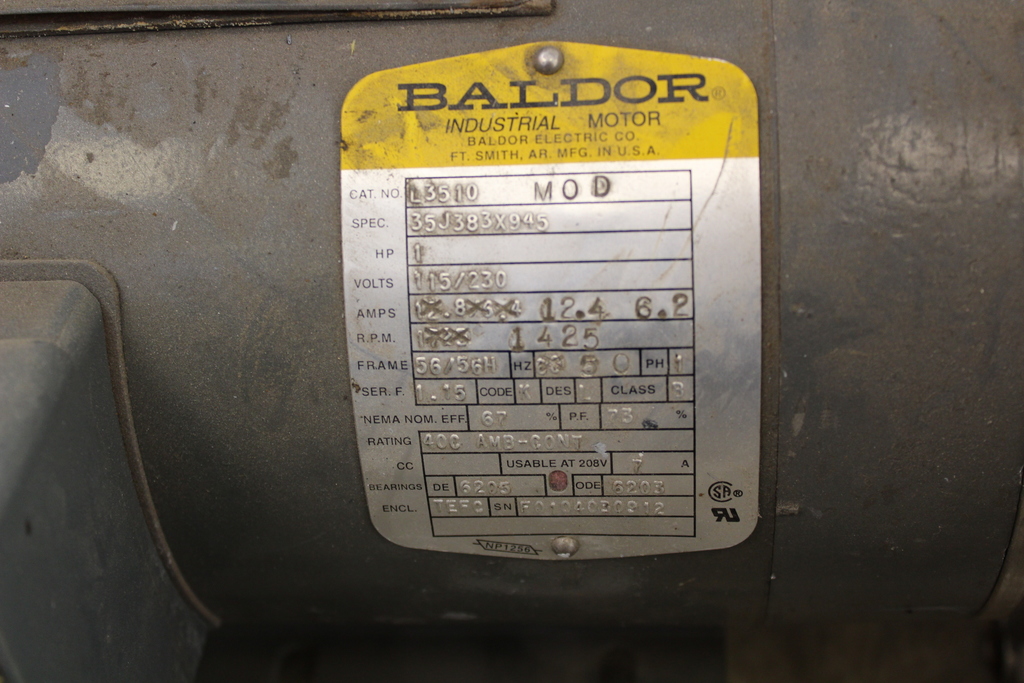 BALDOR®
INDUSTRIAL MOTOR
BALDOR ELECTRIC CO.
FT. SMITH, AR. MFG. IN U.S.A.
CAT. NO. L3510 MOD
SPEC. 35J383X945
HP 1
VOLTS 115/230
AMPS 12.4 6.2
R.P.M. 1425
FRAME 56/56H HZ 50 PH 1
SER. F. 1.15 CODE K DES L CLASS B
NEMA NOM. EFF. 67 % P.F. 73 %
RATING 40C AMB-CONT
CC USABLE AT 208V 7 A
BEARINGS DE 6205 ODE 6203
ENCL. TEFC SN
NP1256